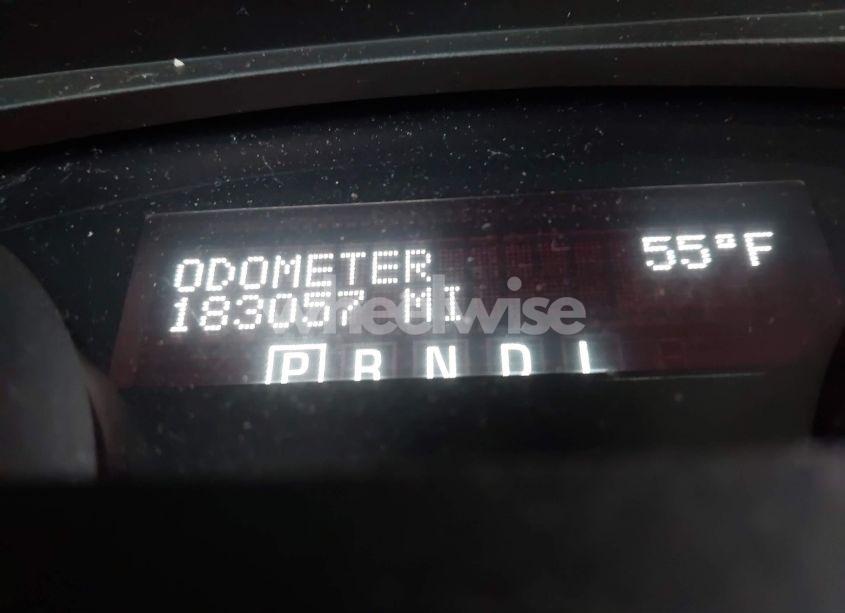 ODOMETER 55°F
183057 MI
wheelwise
P R N D L